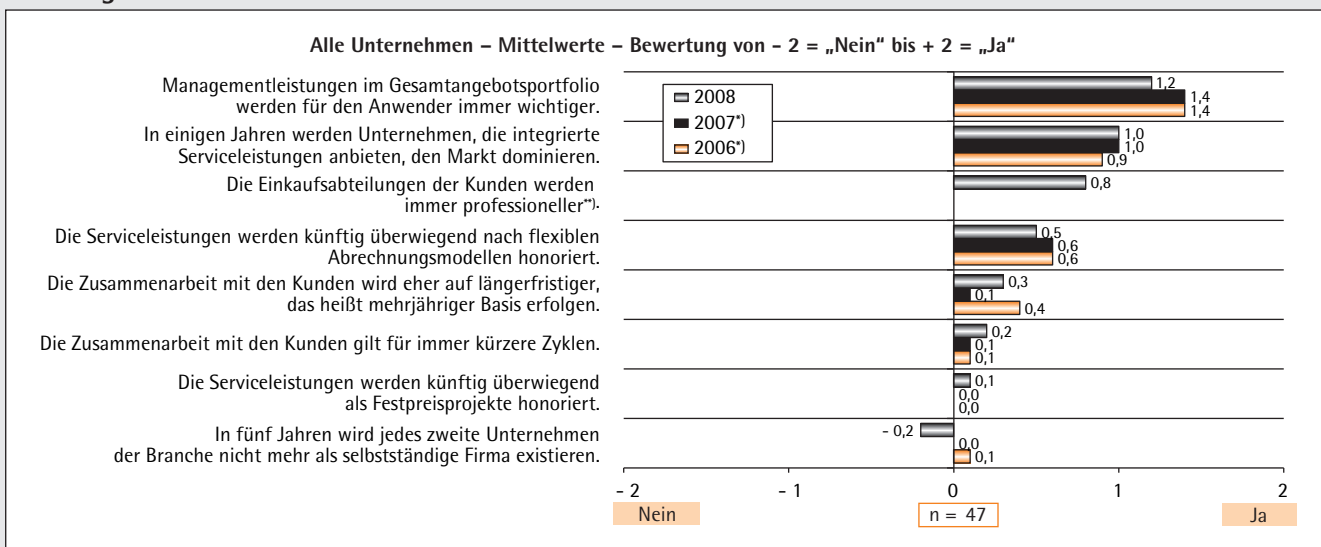 Alle Unternehmen – Mittelwerte – Bewertung von - 2 = „Nein“ bis + 2 = „Ja“
Managementleistungen im Gesamtangebotsportfolio
werden für den Anwender immer wichtiger.
1,2
1,4
1,4
2008
2007*)
2006*)
In einigen Jahren werden Unternehmen, die integrierte
Serviceleistungen anbieten, den Markt dominieren.
1,0
1,0
0,9
Die Einkaufsabteilungen der Kunden werden
immer professioneller**).
0,8
Die Serviceleistungen werden künftig überwiegend nach flexiblen
Abrechnungsmodellen honoriert.
0,5
0,6
0,6
Die Zusammenarbeit mit den Kunden wird eher auf längerfristiger,
das heißt mehrjähriger Basis erfolgen.
0,3
0,1
0,4
Die Zusammenarbeit mit den Kunden gilt für immer kürzere Zyklen.
0,2
0,1
0,1
Die Serviceleistungen werden künftig überwiegend
als Festpreisprojekte honoriert.
0,1
0,0
0,0
In fünf Jahren wird jedes zweite Unternehmen
der Branche nicht mehr als selbstständige Firma existieren.
- 0,2
0,0
0,1
- 2 - 1 0 1 2
Nein n = 47 Ja